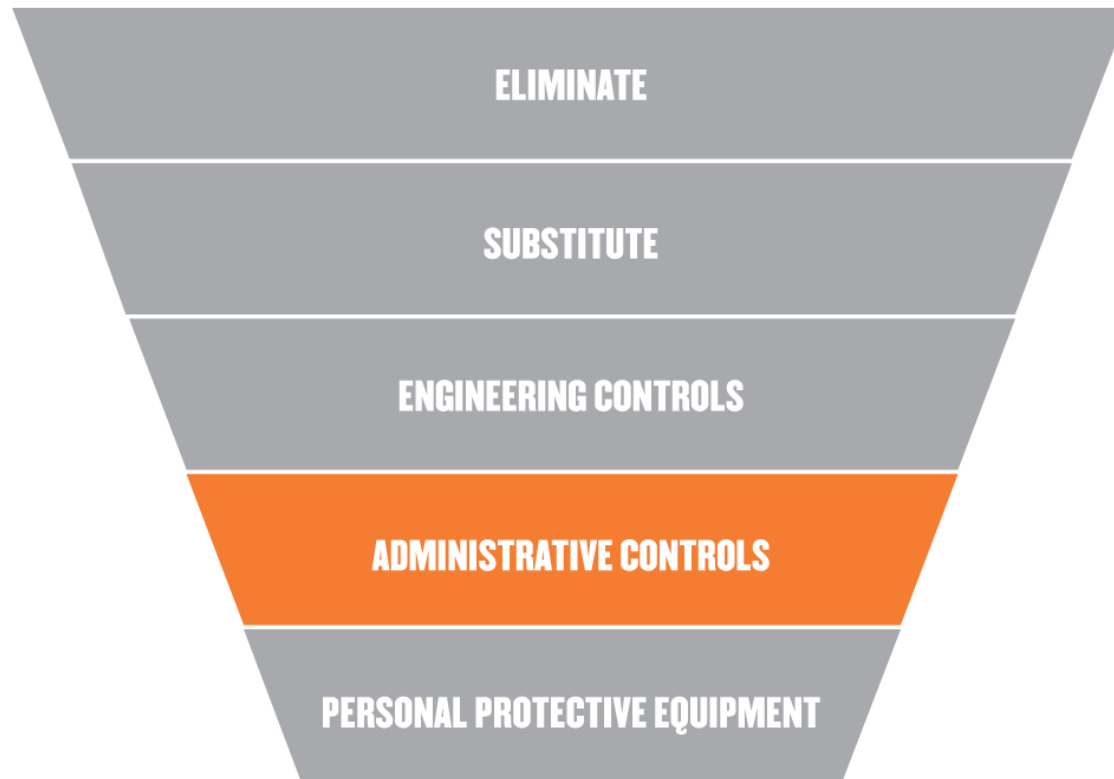 ELIMINATE
SUBSTITUTE
ENGINEERING CONTROLS
ADMINISTRATIVE CONTROLS
PERSONAL PROTECTIVE EQUIPMENT